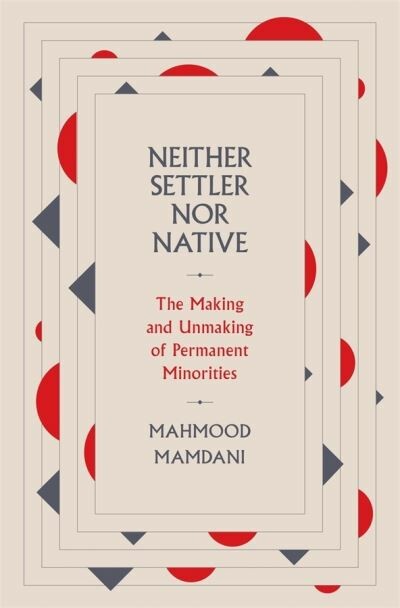 NEITHER
SETTLER
NOR
NATIVE
The Making
and Unmaking
of Permanent
Minorities
MAHMOOD
MAMDANI